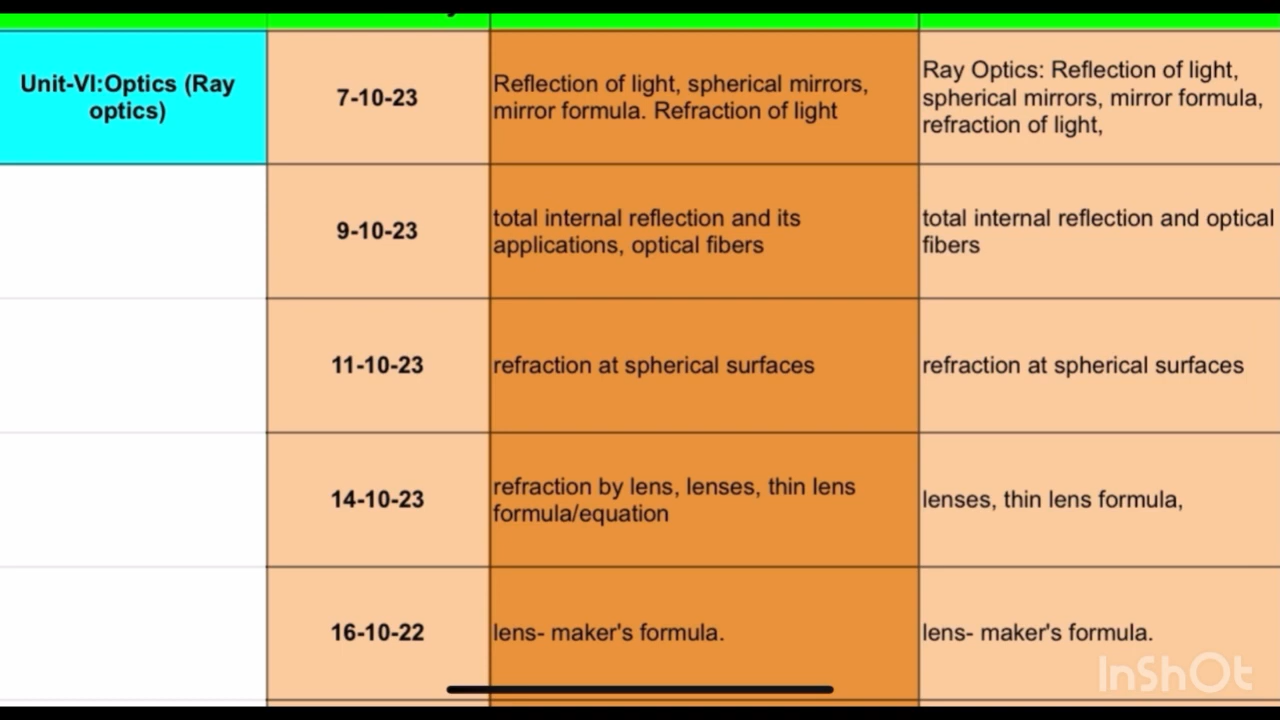 Unit-VI:Optics (Ray
optics)
7-10-23
Reflection of light, spherical mirrors,
mirror formula. Refraction of light
Ray Optics: Reflection of light,
spherical mirrors, mirror formula,
refraction of light,
9-10-23
total internal reflection and its
applications, optical fibers
total internal reflection and optical
fibers
11-10-23
refraction at spherical surfaces
refraction at spherical surfaces
14-10-23
refraction by lens, lenses, thin lens
formula/equation
lenses, thin lens formula,
16-10-22
lens- maker's formula.
lens- maker's formula.
InShOt